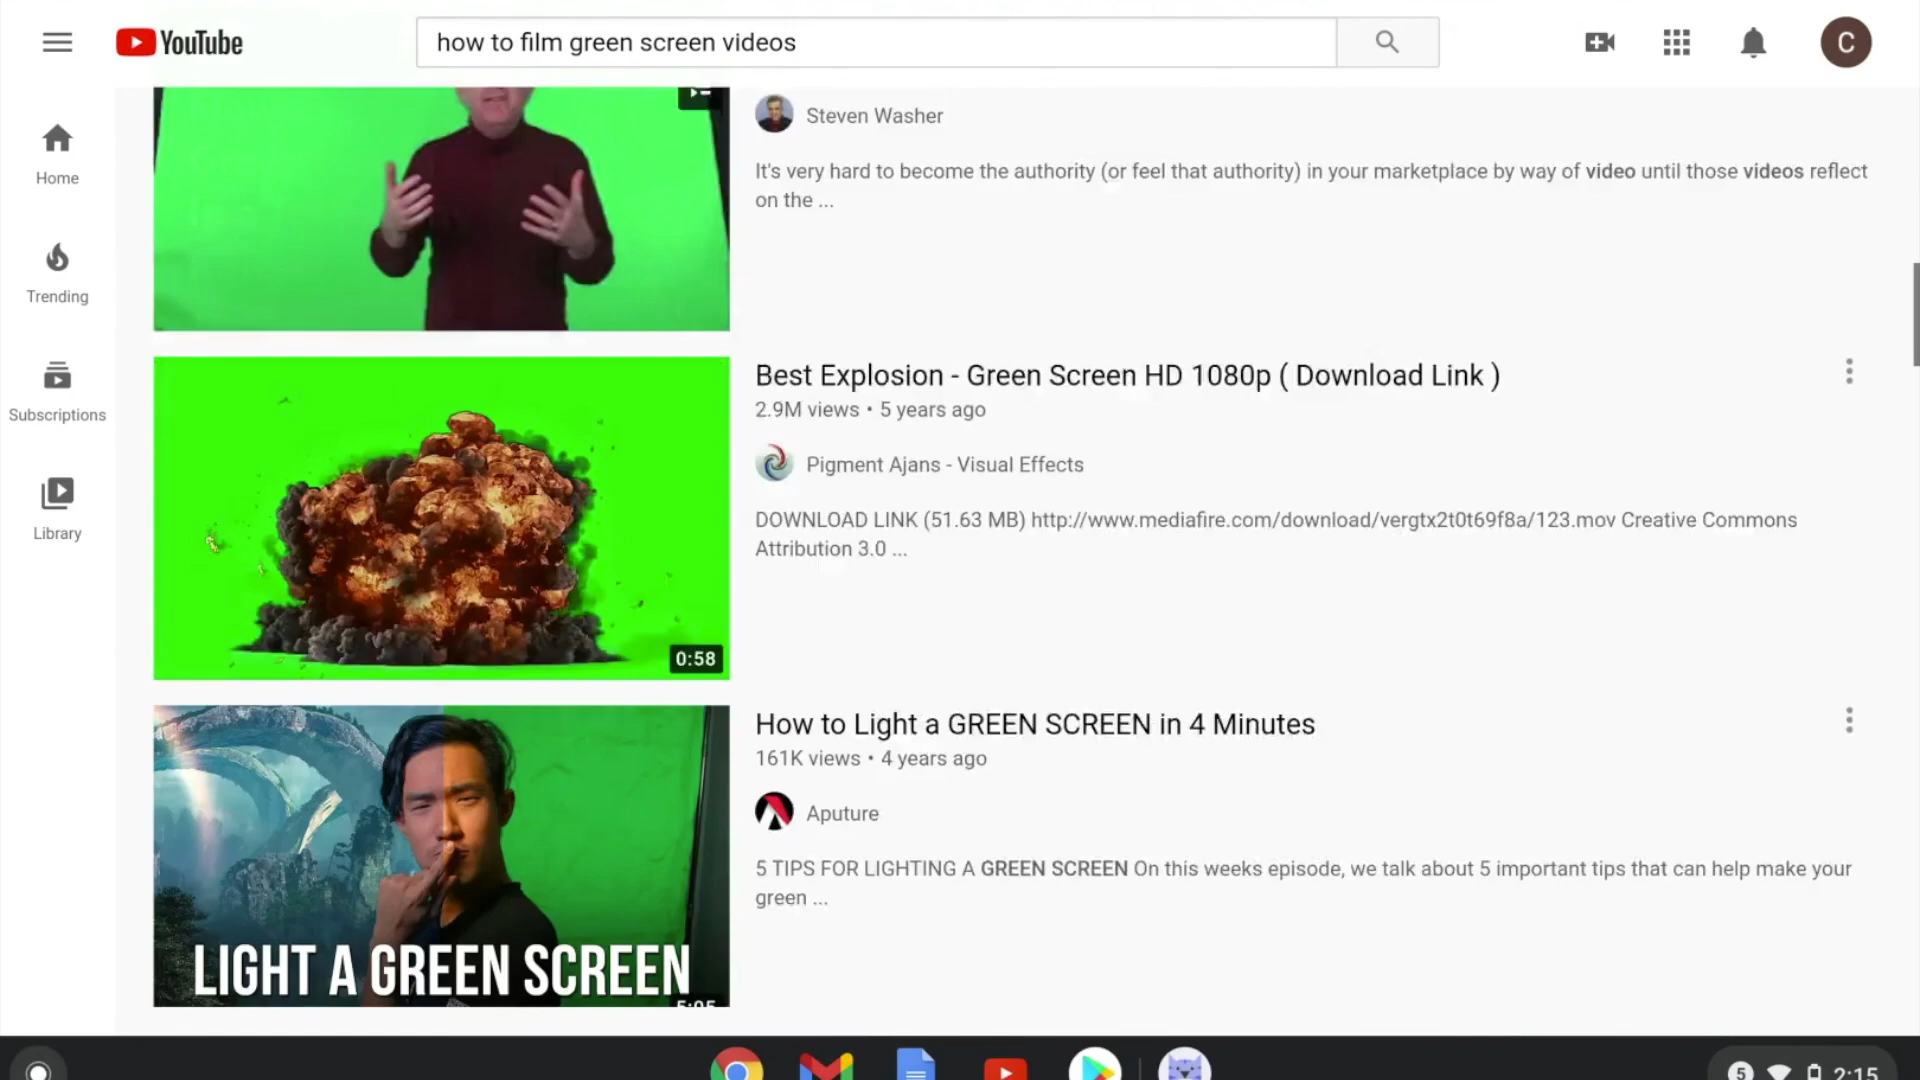 YouTube
how to film green screen videos
C
Home
Trending
Subscriptions
Library
Steven Washer
It's very hard to become the authority (or feel that authority) in your marketplace by way of video until those videos reflect
on the ...
Best Explosion - Green Screen HD 1080p ( Download Link )
2.9M views • 5 years ago
Pigment Ajans - Visual Effects
DOWNLOAD LINK (51.63 MB) http://www.mediafire.com/download/vergtx2t0t69f8a/123.mov Creative Commons
Attribution 3.0 ...
0:58
How to Light a GREEN SCREEN in 4 Minutes
161K views • 4 years ago
Aputure
5 TIPS FOR LIGHTING A GREEN SCREEN On this weeks episode, we talk about 5 important tips that can help make your
green ...
LIGHT A GREEN SCREEN
5:05
5
2:15